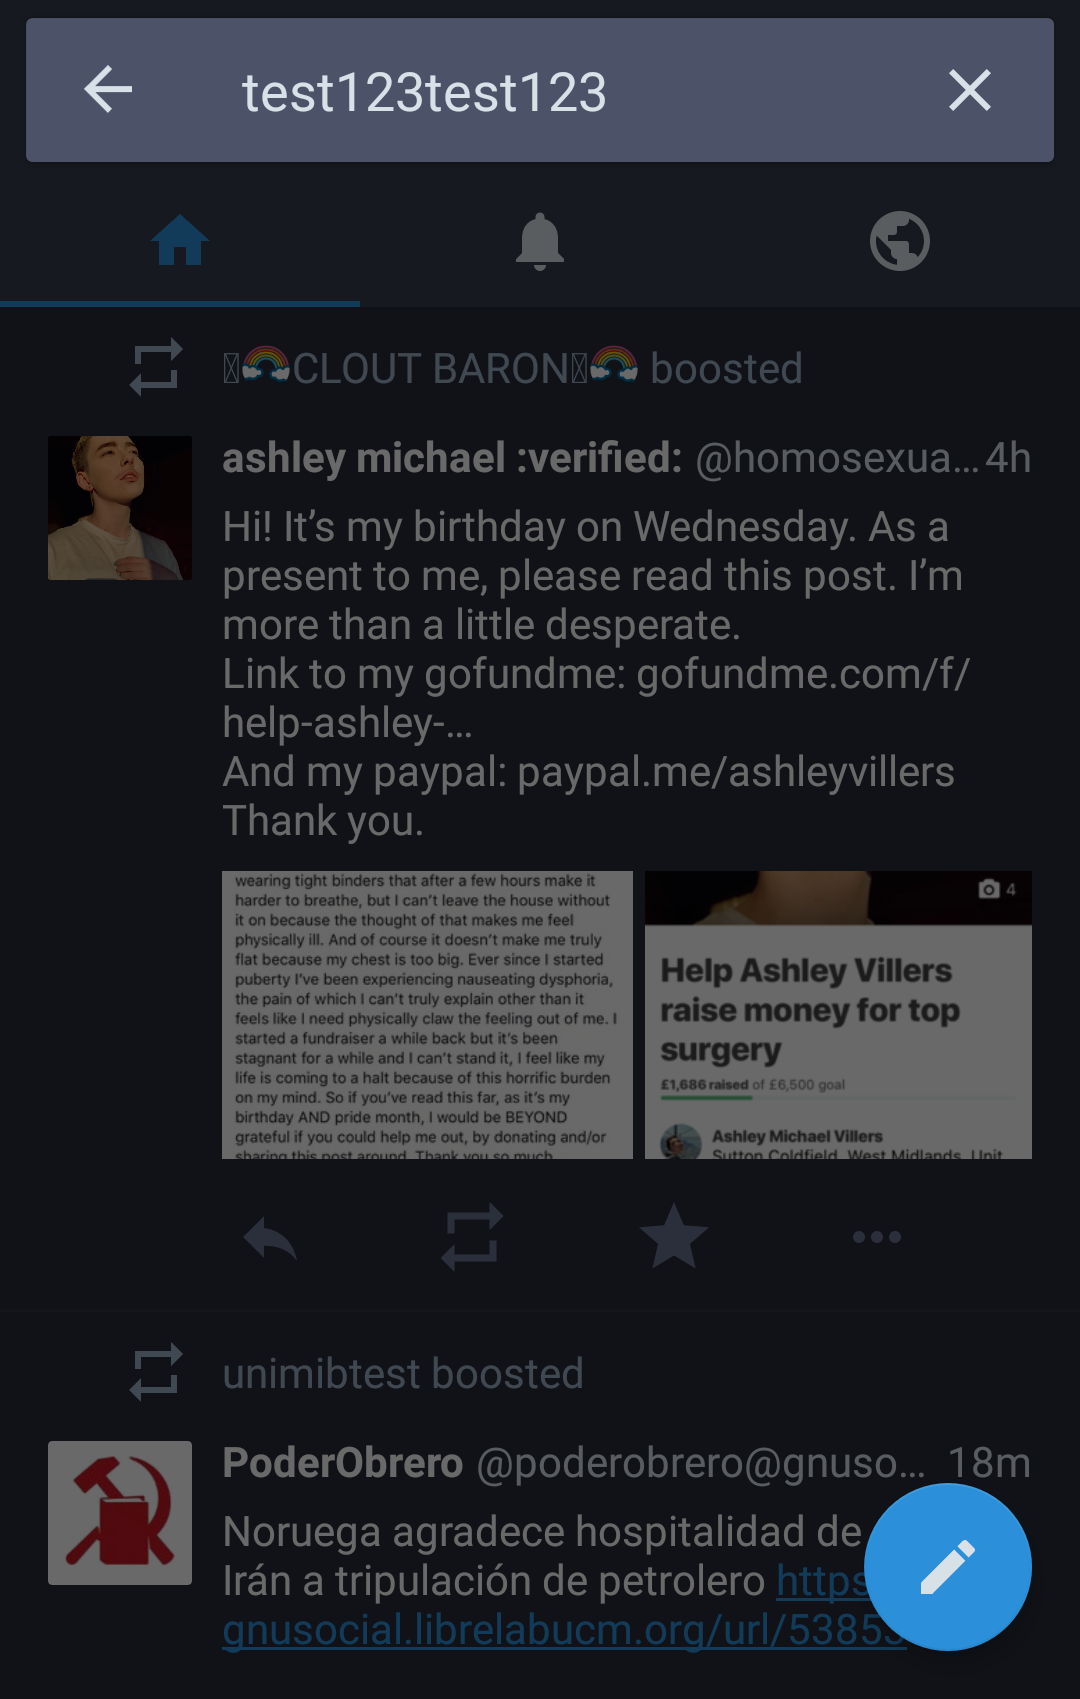 test123test123
🌈CLOUT BARON🌈 boosted
ashley michael :verified: @homosexua… 4h
Hi! It’s my birthday on Wednesday. As a
present to me, please read this post. I’m
more than a little desperate.
Link to my gofundme: gofundme.com/f/
help-ashley-…
And my paypal: paypal.me/ashleyvillers
Thank you.
wearing tight binders that after a few hours make it
harder to breathe, but I can’t leave the house without
it on because the thought of that makes me feel
physically ill. And of course it doesn’t make me truly
flat because my chest is too big. Ever since I started
puberty I’ve been experiencing nauseating dysphoria,
the pain of which I can’t truly explain other than it
feels like I need physically claw the feeling out of me. I
started a fundraiser a while back but it’s been
stagnant for a while and I can’t stand it, I feel like my
life is coming to a halt because of this horrific burden
on my mind. So if you’ve read this far, as it’s my
birthday AND pride month, I would be BEYOND
grateful if you could help me out, by donating and/or
sharing this post around. Thank you so much
4
Help Ashley Villers
raise money for top
surgery
£1,686 raised of £6,500 goal
Ashley Michael Villers
Sutton Coldfield, West Midlands, Unit
unimibtest boosted
PoderObrero @poderobrero@gnuso… 18m
Noruega agradece hospitalidad de
Irán a tripulación de petrolero https
gnusocial.librelabucm.org/url/53853